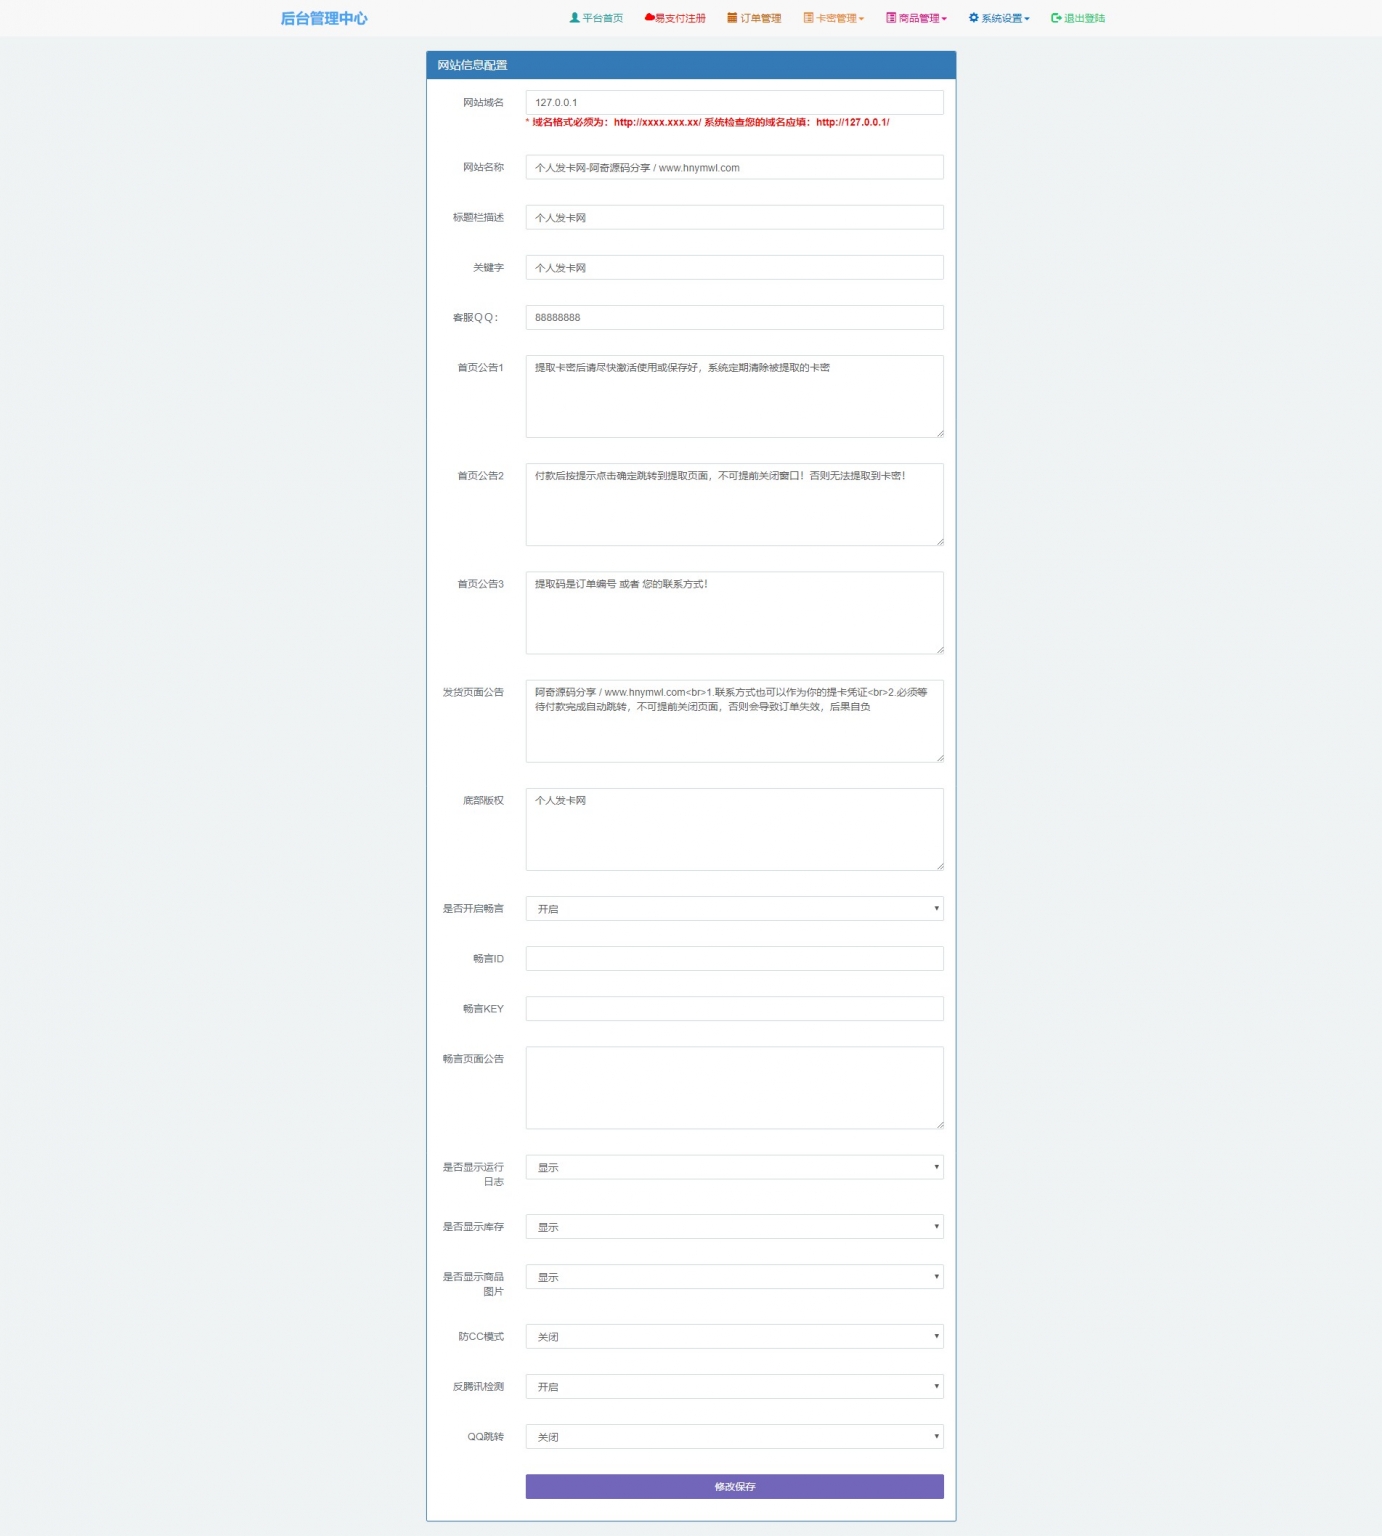 后台管理中心 平台首页 易支付注册 订单管理 卡密管理 商品管理 系统设置 退出登陆
网站信息配置
网站域名 127.0.0.1
* 域名格式必须为：http://xxxx.xxx.xx/ 系统检查您的域名应填：http://127.0.0.1/
网站名称 个人发卡网-阿奇源码分享 / www.hnymwl.com
标题栏描述 个人发卡网
关键字 个人发卡网
客服ＱＱ： 88888888
首页公告1 提取卡密后请尽快激活使用或保存好，系统定期清除被提取的卡密
首页公告2 付款后按提示点击确定跳转到提取页面，不可提前关闭窗口！否则无法提取到卡密！
首页公告3 提取码是订单编号 或者 您的联系方式！
发货页面公告 阿奇源码分享 / www.hnymwl.com<br>1.联系方式也可以作为你的提卡凭证<br>2.必须等
待付款完成自动跳转，不可提前关闭页面，否则会导致订单失效，后果自负
底部版权 个人发卡网
是否开启畅言 开启
畅言ID
畅言KEY
畅言页面公告
是否显示运行 显示
日志
是否显示库存 显示
是否显示商品 显示
图片
防CC模式 关闭
反腾讯检测 开启
QQ跳转 关闭
修改保存